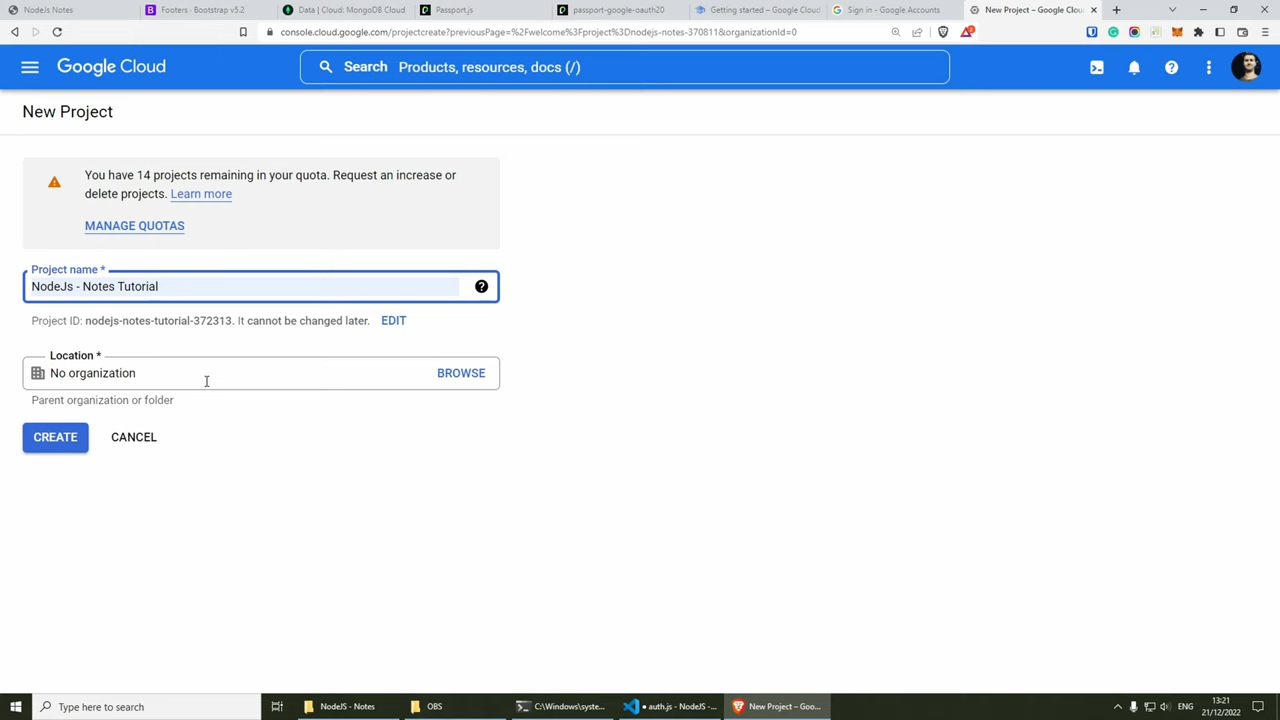 NodeJs Notes
Footers · Bootstrap v5.2
Data | Cloud: MongoDB Cloud
Passport.js
passport-google-oauth20
Getting started – Google Cloud
Sign in - Google Accounts
New Project – Google Clou
console.cloud.google.com/projectcreate?previousPage=%2Fwelcome%3Fproject%3Dnodejs-notes-370811&organizationId=0
Google Cloud
Search Products, resources, docs (/)
New Project
You have 14 projects remaining in your quota. Request an increase or
delete projects. Learn more
MANAGE QUOTAS
Project name *
NodeJs - Notes Tutorial
Project ID: nodejs-notes-tutorial-372313. It cannot be changed later. EDIT
Location *
No organization
BROWSE
Parent organization or folder
CREATE
CANCEL
Type here to search
NodeJS - Notes
OBS
C:\Windows\syste...
• auth.js - NodeJS -...
New Project – Goo...
ENG
13:21
21/12/2022